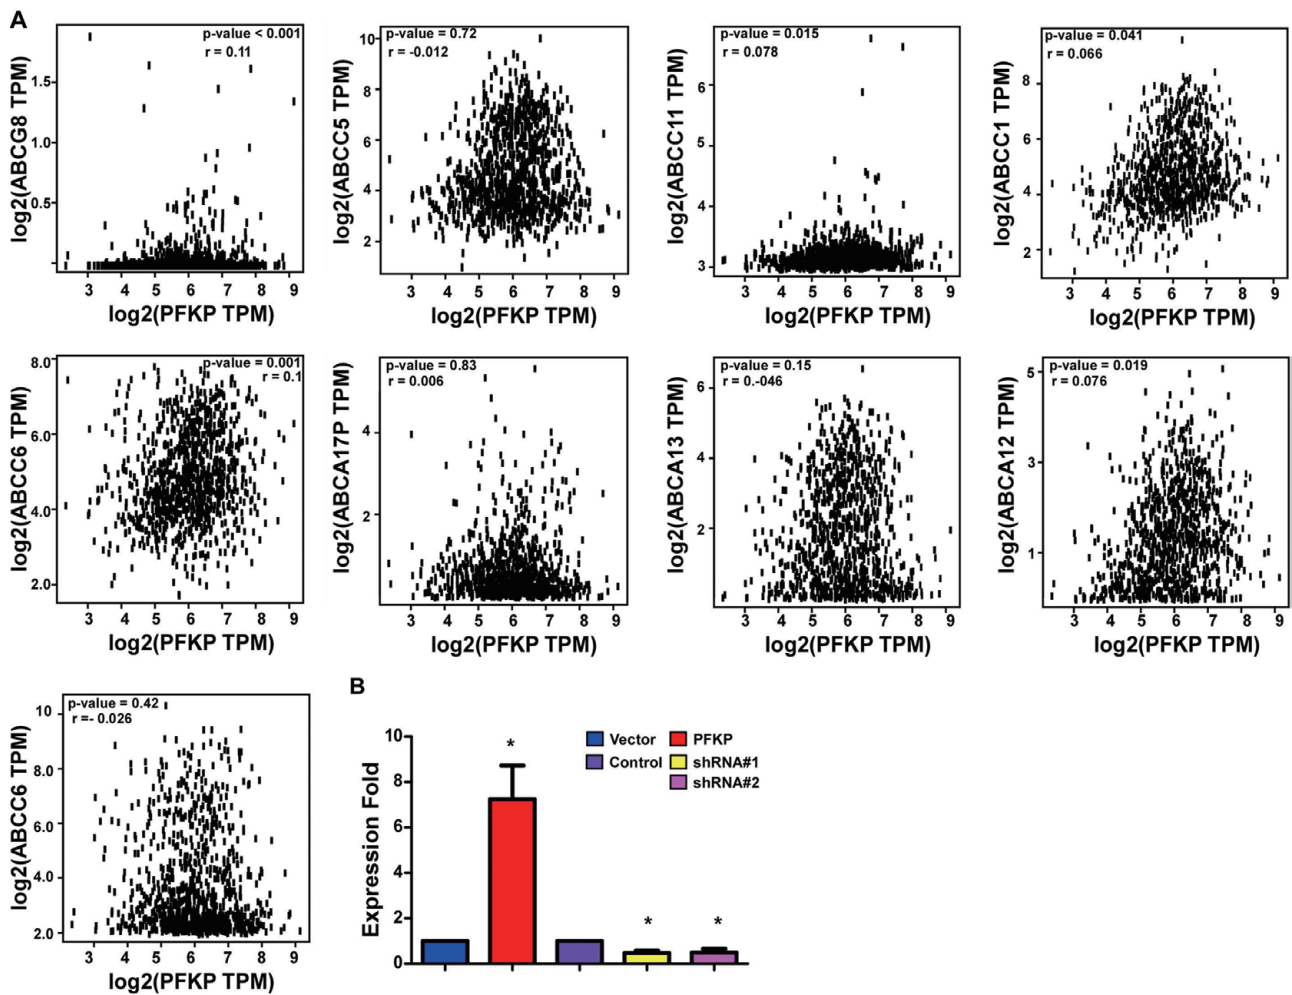 A
p-value < 0.001
r = 0.11
log2(ABCG8 TPM)
1.5
1.0
0.5
3 4 5 6 7 8 9
log2(PFKP TPM)
p-value = 0.72
r = -0.012
log2(ABCC5 TPM)
10
8
6
4
2
3 4 5 6 7 8 9
log2(PFKP TPM)
p-value = 0.015
r = 0.078
log2(ABCC11 TPM)
6
5
4
3
3 4 5 6 7 8 9
log2(PFKP TPM)
p-value = 0.041
r = 0.066
log2(ABCC1 TPM)
8
6
4
2
3 4 5 6 7 8 9
log2(PFKP TPM)
p-value = 0.001
r = 0.1
log2(ABCC6 TPM)
8.0
6.0
4.0
2.0
3 4 5 6 7 8 9
log2(PFKP TPM)
p-value = 0.83
r = 0.006
log2(ABCA17P TPM)
4
2
3 4 5 6 7 8 9
log2(PFKP TPM)
p-value = 0.15
r = 0.-046
log2(ABCA13 TPM)
6
4
2
3 4 5 6 7 8 9
log2(PFKP TPM)
p-value = 0.019
r = 0.076
log2(ABCA12 TPM)
5
3
1
3 4 5 6 7 8 9
log2(PFKP TPM)
p-value = 0.42
r =- 0.026
log2(ABCC6 TPM)
10
8.0
6.0
4.0
2.0
3 4 5 6 7 8 9
log2(PFKP TPM)
B
Expression Fold
10
8
6
4
2
0
*
*
*
Vector
PFKP
Control
shRNA#1
shRNA#2